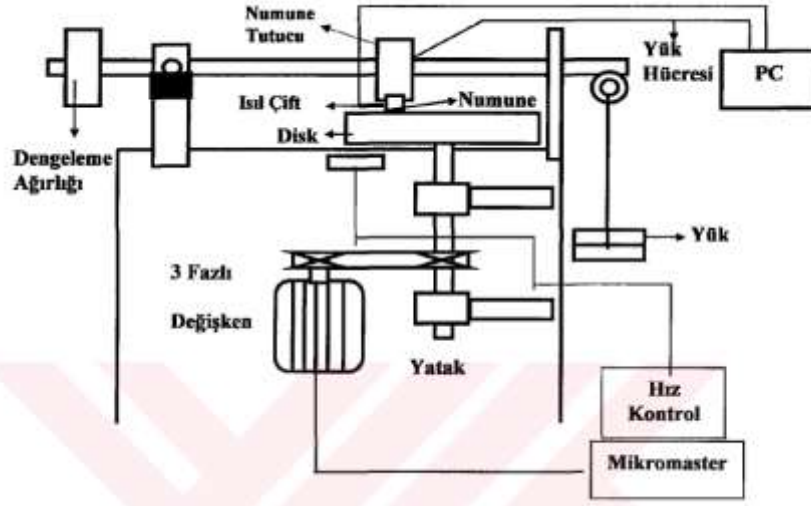 Numune
Tutucu
Yük
Hücresi
PC
Isıl Çift
Numune
Disk
Dengeleme
Ağırlığı
Yük
3 Fazlı
Değişken
Yatak
Hız
Kontrol
Mikromaster